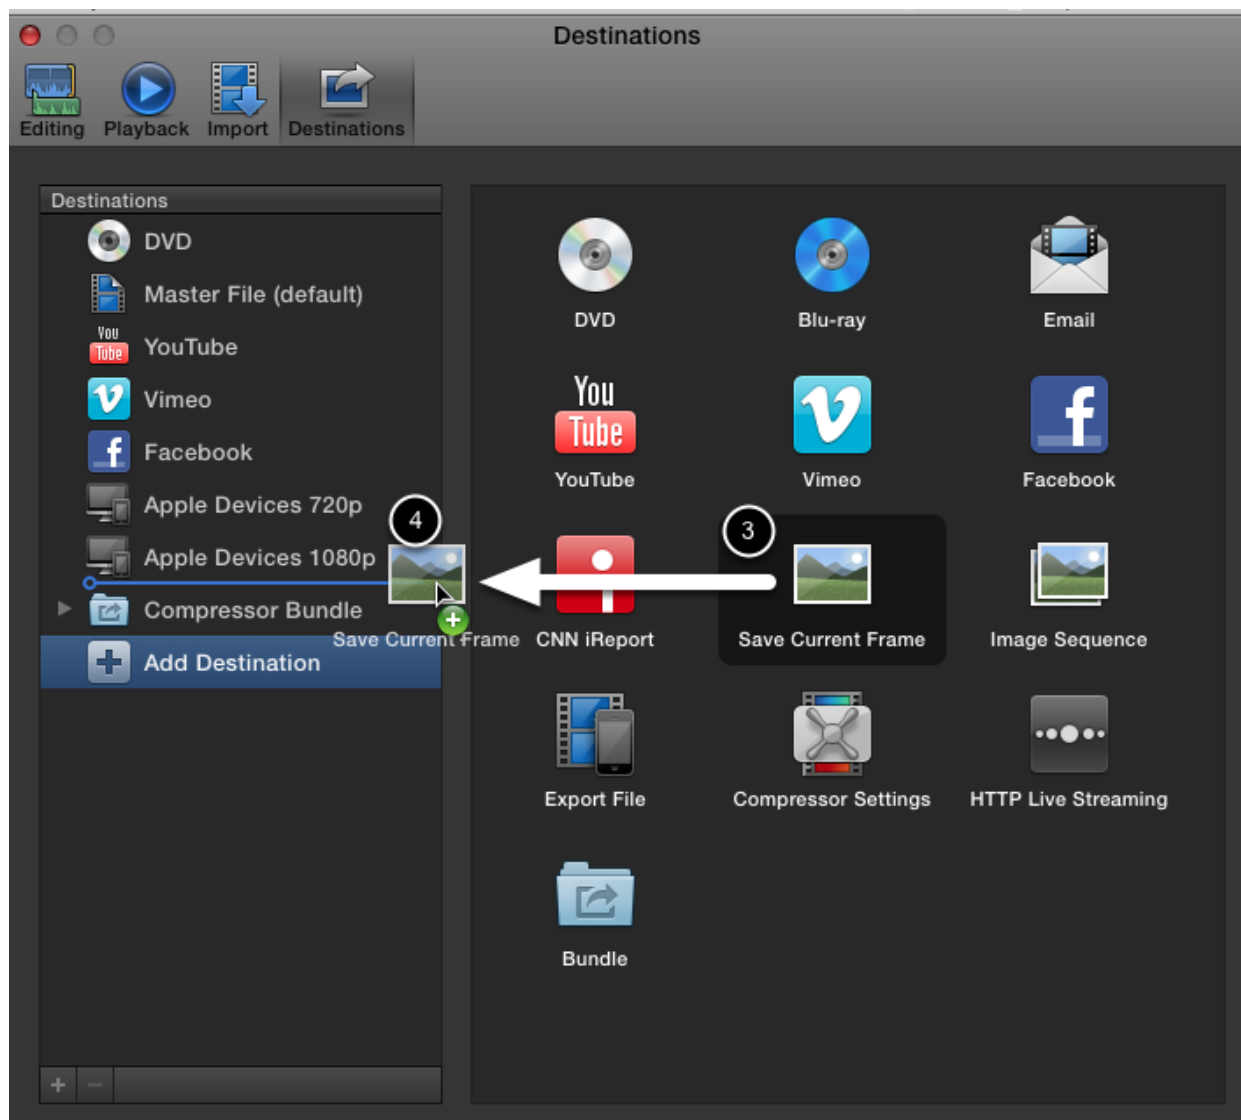 Destinations
Editing
Playback
Import
Destinations
Destinations
DVD
Master File (default)
You
Tube
YouTube
Vimeo
Facebook
Apple Devices 720p
Apple Devices 1080p
Compressor Bundle
Add Destination
4
Save Current Frame
3
DVD
Blu-ray
Email
You
Tube
YouTube
Vimeo
Facebook
CNN iReport
Save Current Frame
Image Sequence
Export File
Compressor Settings
HTTP Live Streaming
Bundle